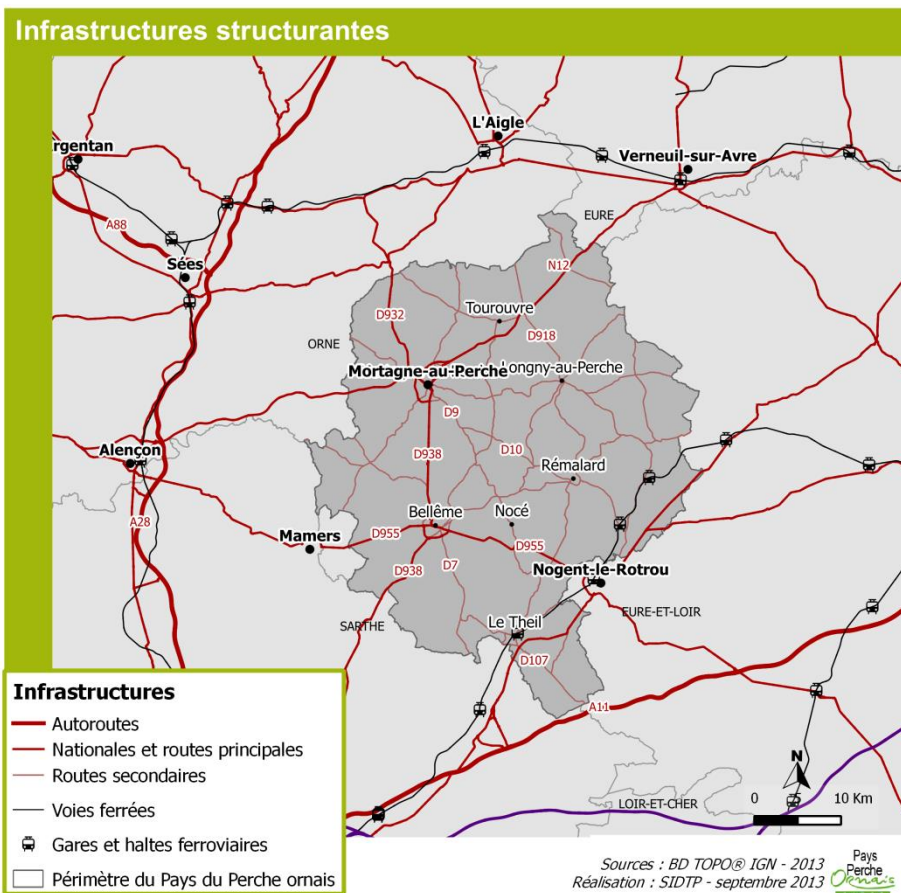 Infrastructures structurantes
L'Aigle
rgentan
Verneuil-sur-Avre
A88
EURE
Sées
N12
D932
Tourouvre
D918
ORNE
Mortagne-au-Perche
Longny-au-Perche
D9
D938
D10
Alençon
Rémalard
A28
Bellême
Nocé
Mamers
D955
D955
D938
D7
Nogent-le-Rotrou
EURE-ET-LOIR
SARTHE
Le Theil
D107
A11
Infrastructures
Autoroutes
Nationales et routes principales
Routes secondaires
Voies ferrées
Gares et haltes ferroviaires
Périmètre du Pays du Perche ornais
N
LOIR-ET-CHER
0 5 10 Km
Sources : BD TOPO® IGN - 2013
Réalisation : SIDTP - septembre 2013
Pays
Perche
Ornais